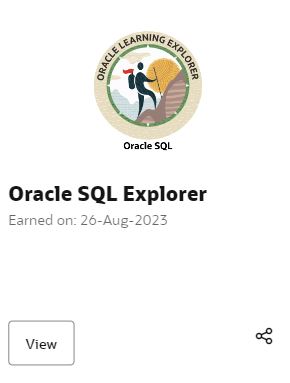 ORACLE LEARNING EXPLORER
Oracle SQL
Oracle SQL Explorer
Earned on: 26-Aug-2023
View